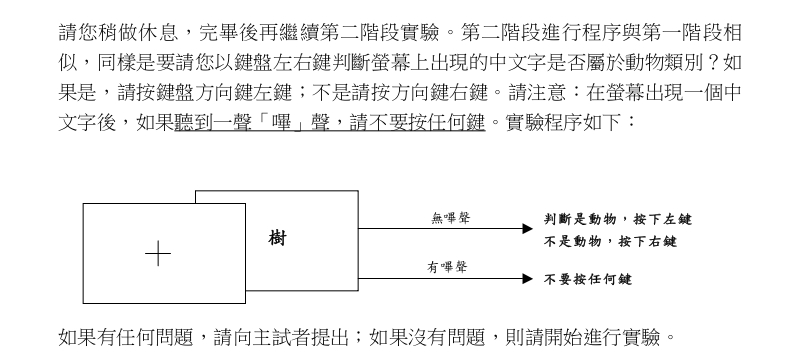 請您稍做休息，完畢後再繼續第二階段實驗。第二階段進行程序與第一階段相
似，同樣是要請您以鍵盤左右鍵判斷螢幕上出現的中文字是否屬於動物類別？如
果是，請按鍵盤方向鍵左鍵；不是請按方向鍵右鍵。請注意：在螢幕出現一個中
文字後，如果聽到一聲「嗶」聲，請不要按任何鍵。實驗程序如下：
樹
無嗶聲
判斷是動物，按下左鍵
不是動物，按下右鍵
有嗶聲
不要按任何鍵
如果有任何問題，請向主試者提出；如果沒有問題，則請開始進行實驗。